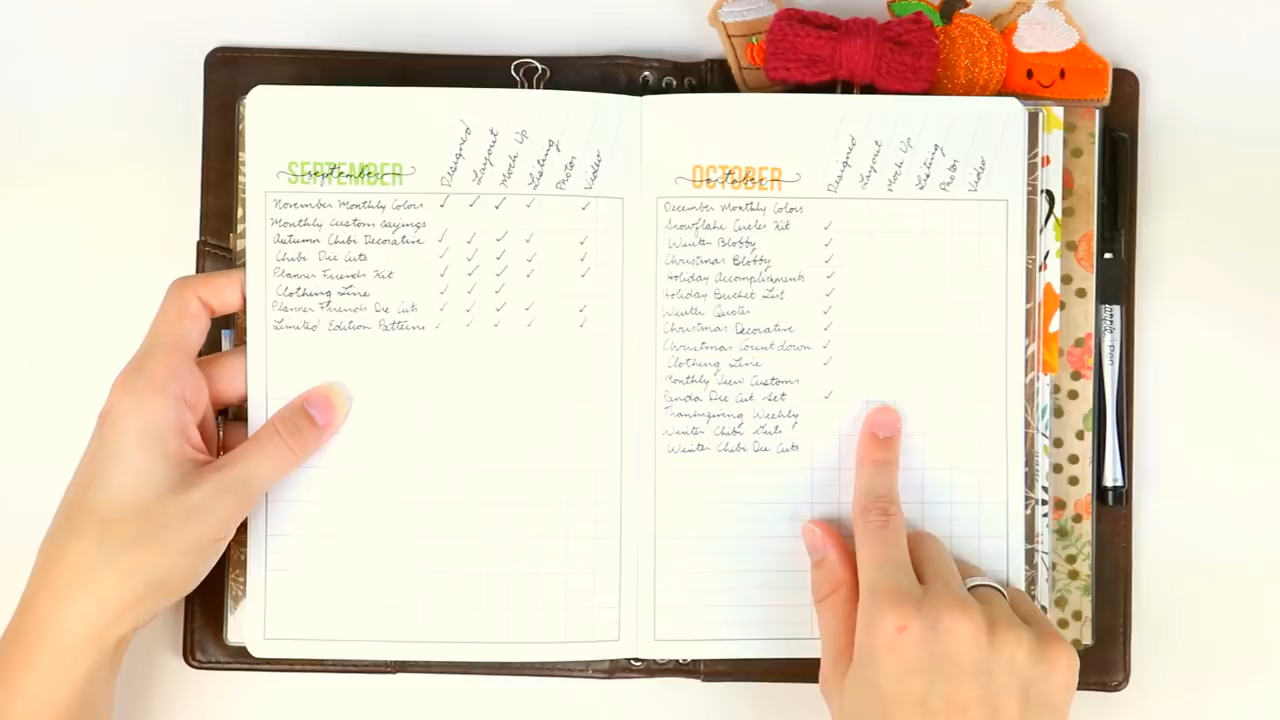 SEPTEMBER
september
Designed
Layout
Mock Up
Listing
Photos
Video
November Monthly Colors
Monthly Custom Sayings
Autumn Chibi Decorative
Chibi Die Cuts
Planner Friends Kit
Clothing Line
Planner Friends Die Cuts
Limited Edition Patterns
OCTOBER
october
Designed
Layout
Mock Up
Listing
Photos
Video
December Monthly Colors
Snowflake Circles Kit
Winter Blobby
Christmas Blobby
Holiday Accomplishments
Holiday Bucket List
Winter Quotes
Christmas Decorative
Christmas Countdown
Clothing Line
Monthly View Customs
Panda Die Cut Set
Thanksgiving Weekly
Winter Chibi
Winter Chibi Die Cuts